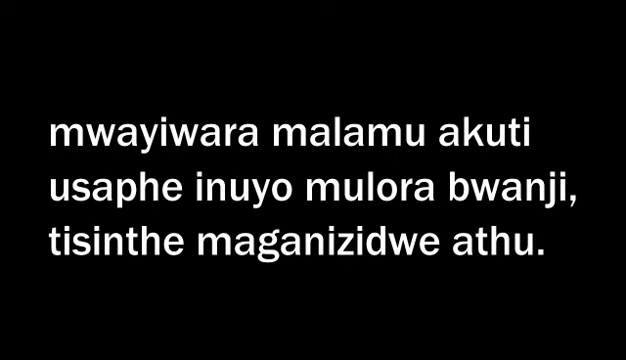 mwayiwara malamu akuti
usaphe inuyo mulora bwanji,
tisinthe maganizidwe athu.